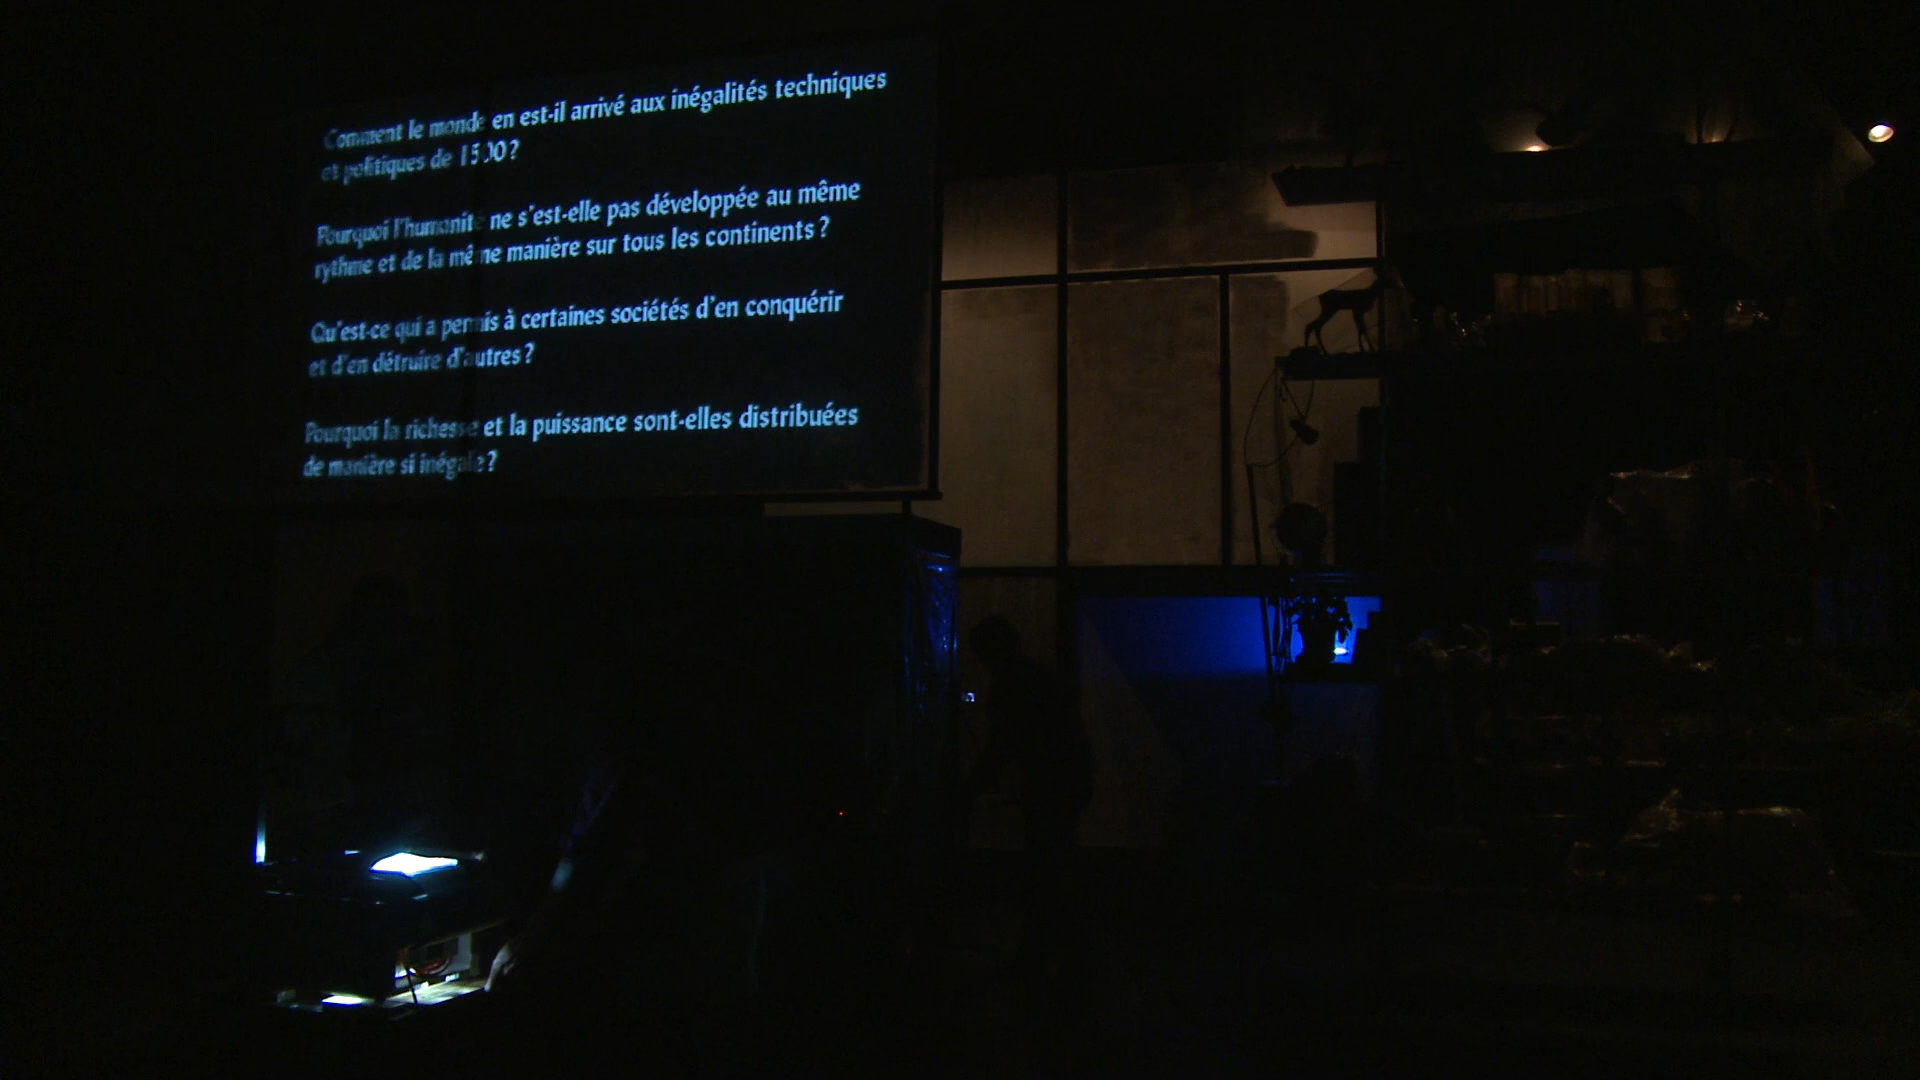 Comment le monde en est-il arrivé aux inégalités techniques
et politiques de 1500 ?
Pourquoi l'humanité ne s'est-elle pas développée au même
rythme et de la même manière sur tous les continents ?
Qu'est-ce qui a permis à certaines sociétés d'en conquérir
et d'en détruire d'autres ?
Pourquoi la richesse et la puissance sont-elles distribuées
de manière si inégale ?